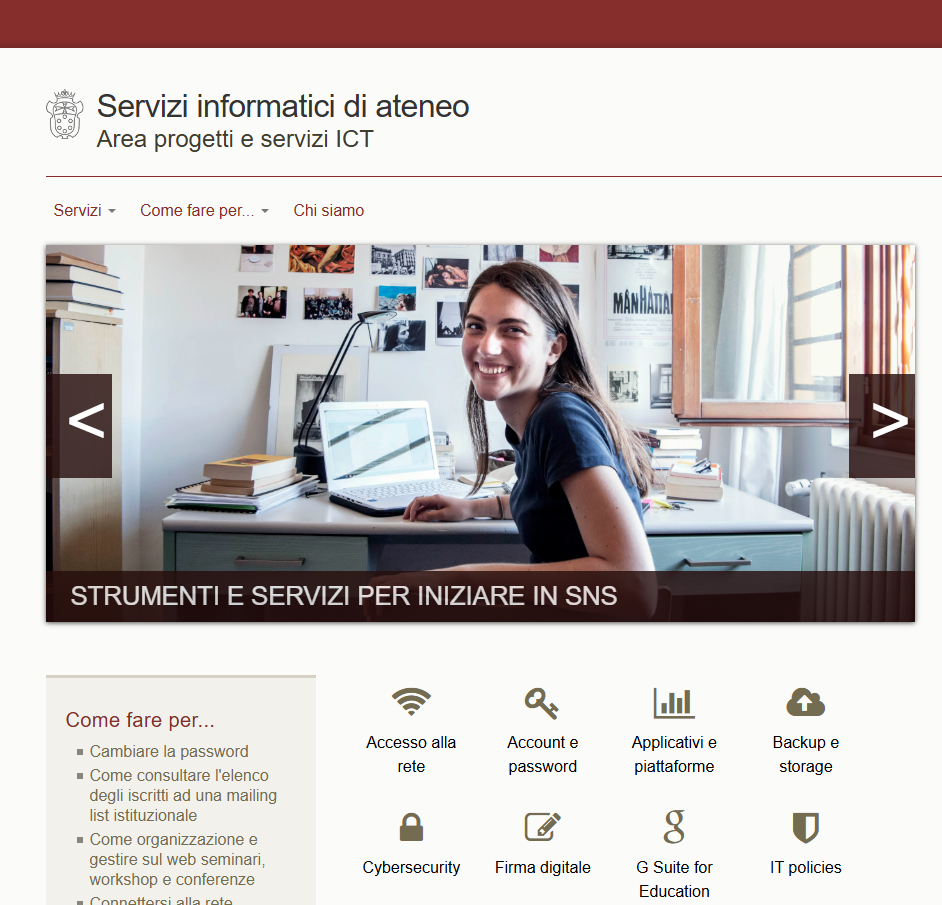 Servizi informatici di ateneo
Area progetti e servizi ICT
Servizi
Come fare per...
Chi siamo
MANHATTAN
<
>
STRUMENTI E SERVIZI PER INIZIARE IN SNS
Come fare per...
Cambiare la password
Come consultare l'elenco
degli iscritti ad una mailing
list istituzionale
Come organizzazione e
gestire sul web seminari,
workshop e conferenze
Connettersi alla rete
Accesso alla
rete
Account e
password
Applicativi e
piattaforme
Backup e
storage
Cybersecurity
Firma digitale
G Suite for
Education
IT policies